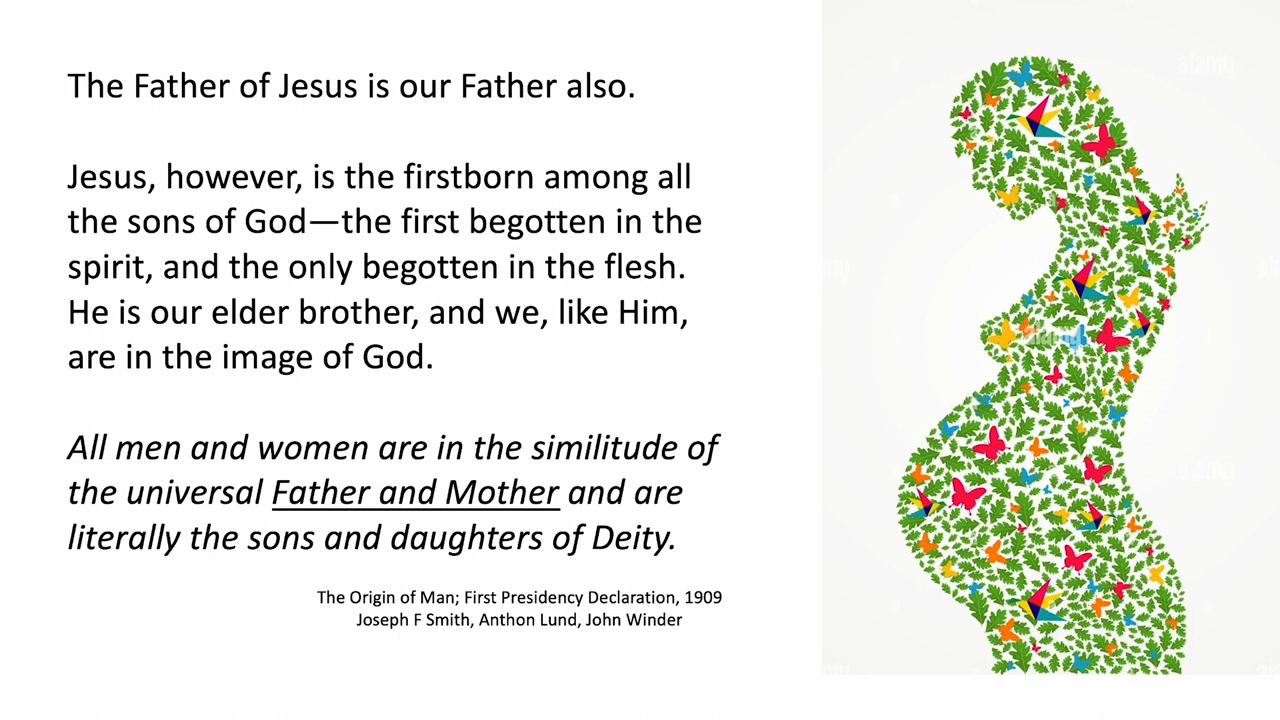 The Father of Jesus is our Father also.
Jesus, however, is the firstborn among all
the sons of God—the first begotten in the
spirit, and the only begotten in the flesh.
He is our elder brother, and we, like Him,
are in the image of God.
All men and women are in the similitude of
the universal Father and Mother and are
literally the sons and daughters of Deity.
The Origin of Man; First Presidency Declaration, 1909
Joseph F Smith, Anthon Lund, John Winder
alamy
alamy
alamy